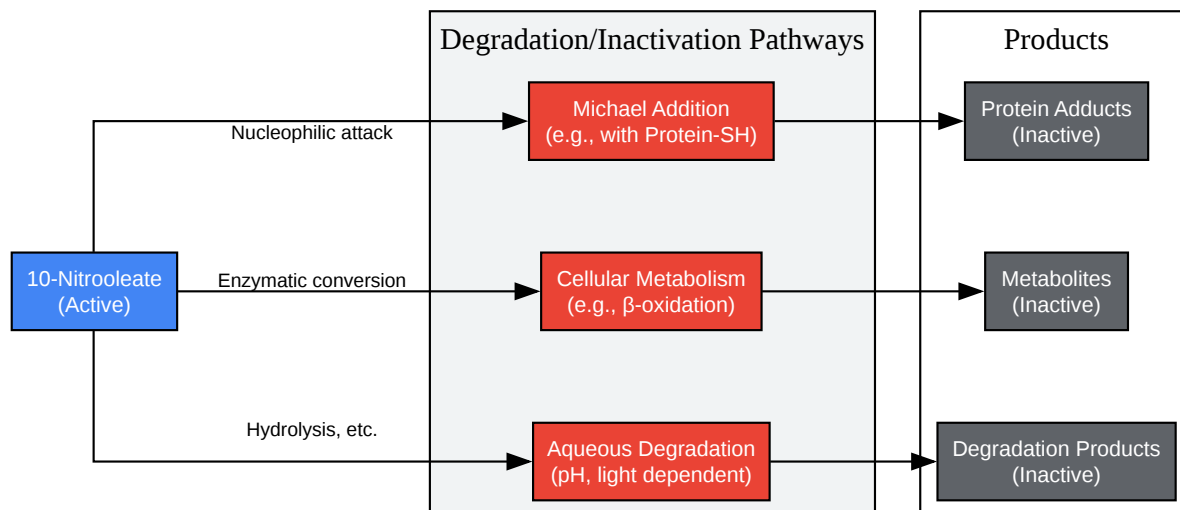 Degradation/Inactivation Pathways
Products
Michael Addition
(e.g., with Protein-SH)
Protein Adducts
(Inactive)
Nucleophilic attack
10-Nitrooleate
(Active)
Enzymatic conversion
Cellular Metabolism
(e.g., β-oxidation)
Metabolites
(Inactive)
Hydrolysis, etc.
Aqueous Degradation
(pH, light dependent)
Degradation Products
(Inactive)